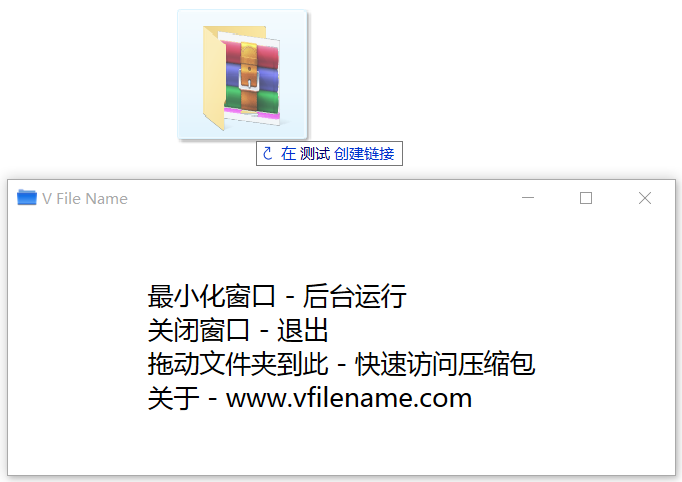 在 测试 创建链接
V File Name
最小化窗口 - 后台运行
关闭窗口 - 退出
拖动文件夹到此 - 快速访问压缩包
关于 - www.vfilename.com